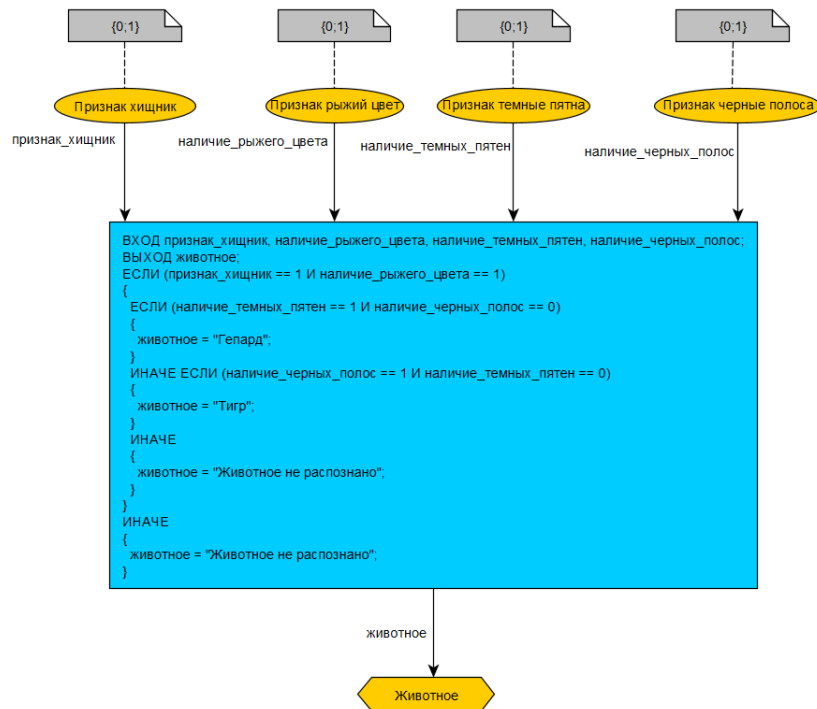 {0;1}
{0;1}
{0;1}
{0;1}
Признак хищник
Признак рыжий цвет
Признак темные пятна
Признак черные полоса
признак_хищник
наличие_рыжего_цвета
наличие_темных_пятен
наличие_черных_полос
ВХОД признак_хищник, наличие_рыжего_цвета, наличие_темных_пятен, наличие_черных_полос;
ВЫХОД животное;
ЕСЛИ (признак_хищник == 1 И наличие_рыжего_цвета == 1)
{
ЕСЛИ (наличие_темных_пятен == 1 И наличие_черных_полос == 0)
{
животное = "Гепард";
}
ИНАЧЕ ЕСЛИ (наличие_черных_полос == 1 И наличие_темных_пятен == 0)
{
животное = "Тигр";
}
ИНАЧЕ
{
животное = "Животное не распознано";
}
}
ИНАЧЕ
{
животное = "Животное не распознано";
}
животное
Животное